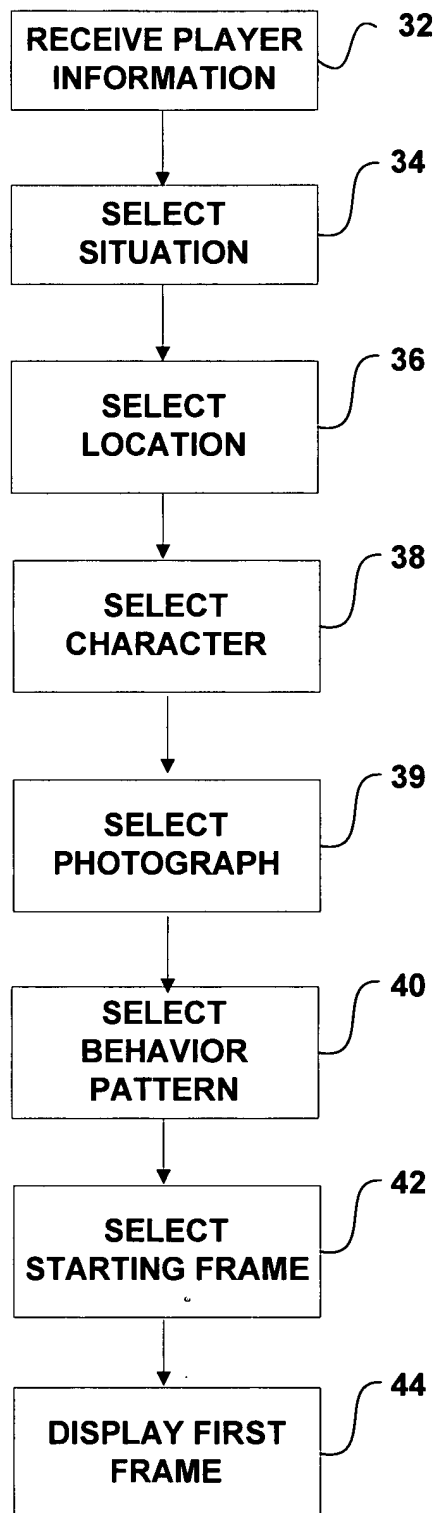 RECEIVE PLAYER
INFORMATION
32
SELECT
SITUATION
34
SELECT
LOCATION
36
SELECT
CHARACTER
38
SELECT
PHOTOGRAPH
39
SELECT
BEHAVIOR
PATTERN
40
SELECT
STARTING FRAME
42
DISPLAY FIRST
FRAME
44